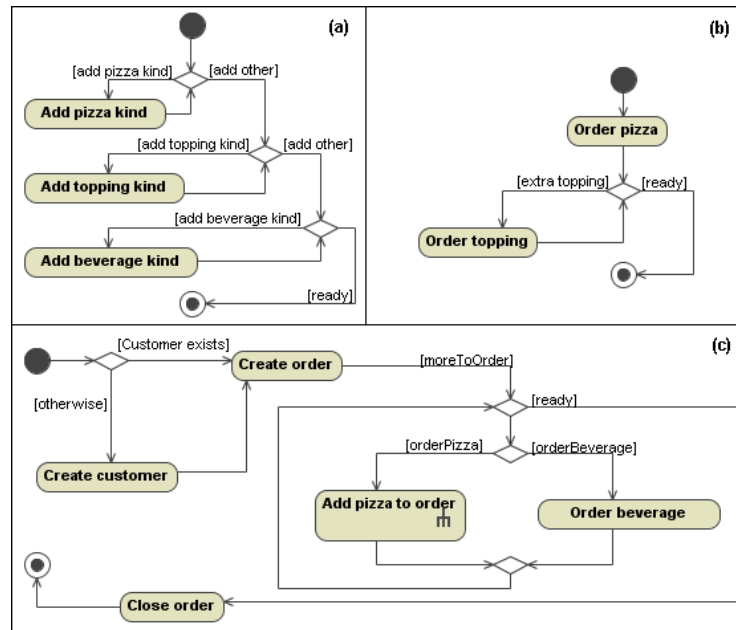 (a)
[add pizza kind]
[add other]
Add pizza kind
[add topping kind]
[add other]
Add topping kind
[add beverage kind]
Add beverage kind
[ready]
(b)
Order pizza
[extra topping]
[ready]
Order topping
(c)
[Customer exists]
Create order
[moreToOrder]
[otherwise]
[ready]
[orderPizza]
[orderBeverage]
Create customer
Add pizza to order
Order beverage
Close order